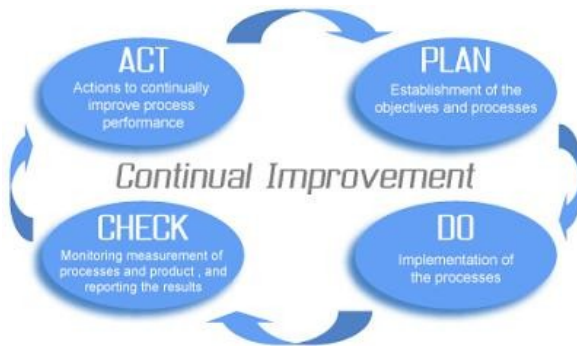 ACT
Actions to continually
improve process
performance
PLAN
Establishment of the
objectives and processes
Continual Improvement
CHECK
Monitoring measurement of
processes and product , and
reporting the results
DO
Implementation of
the processes